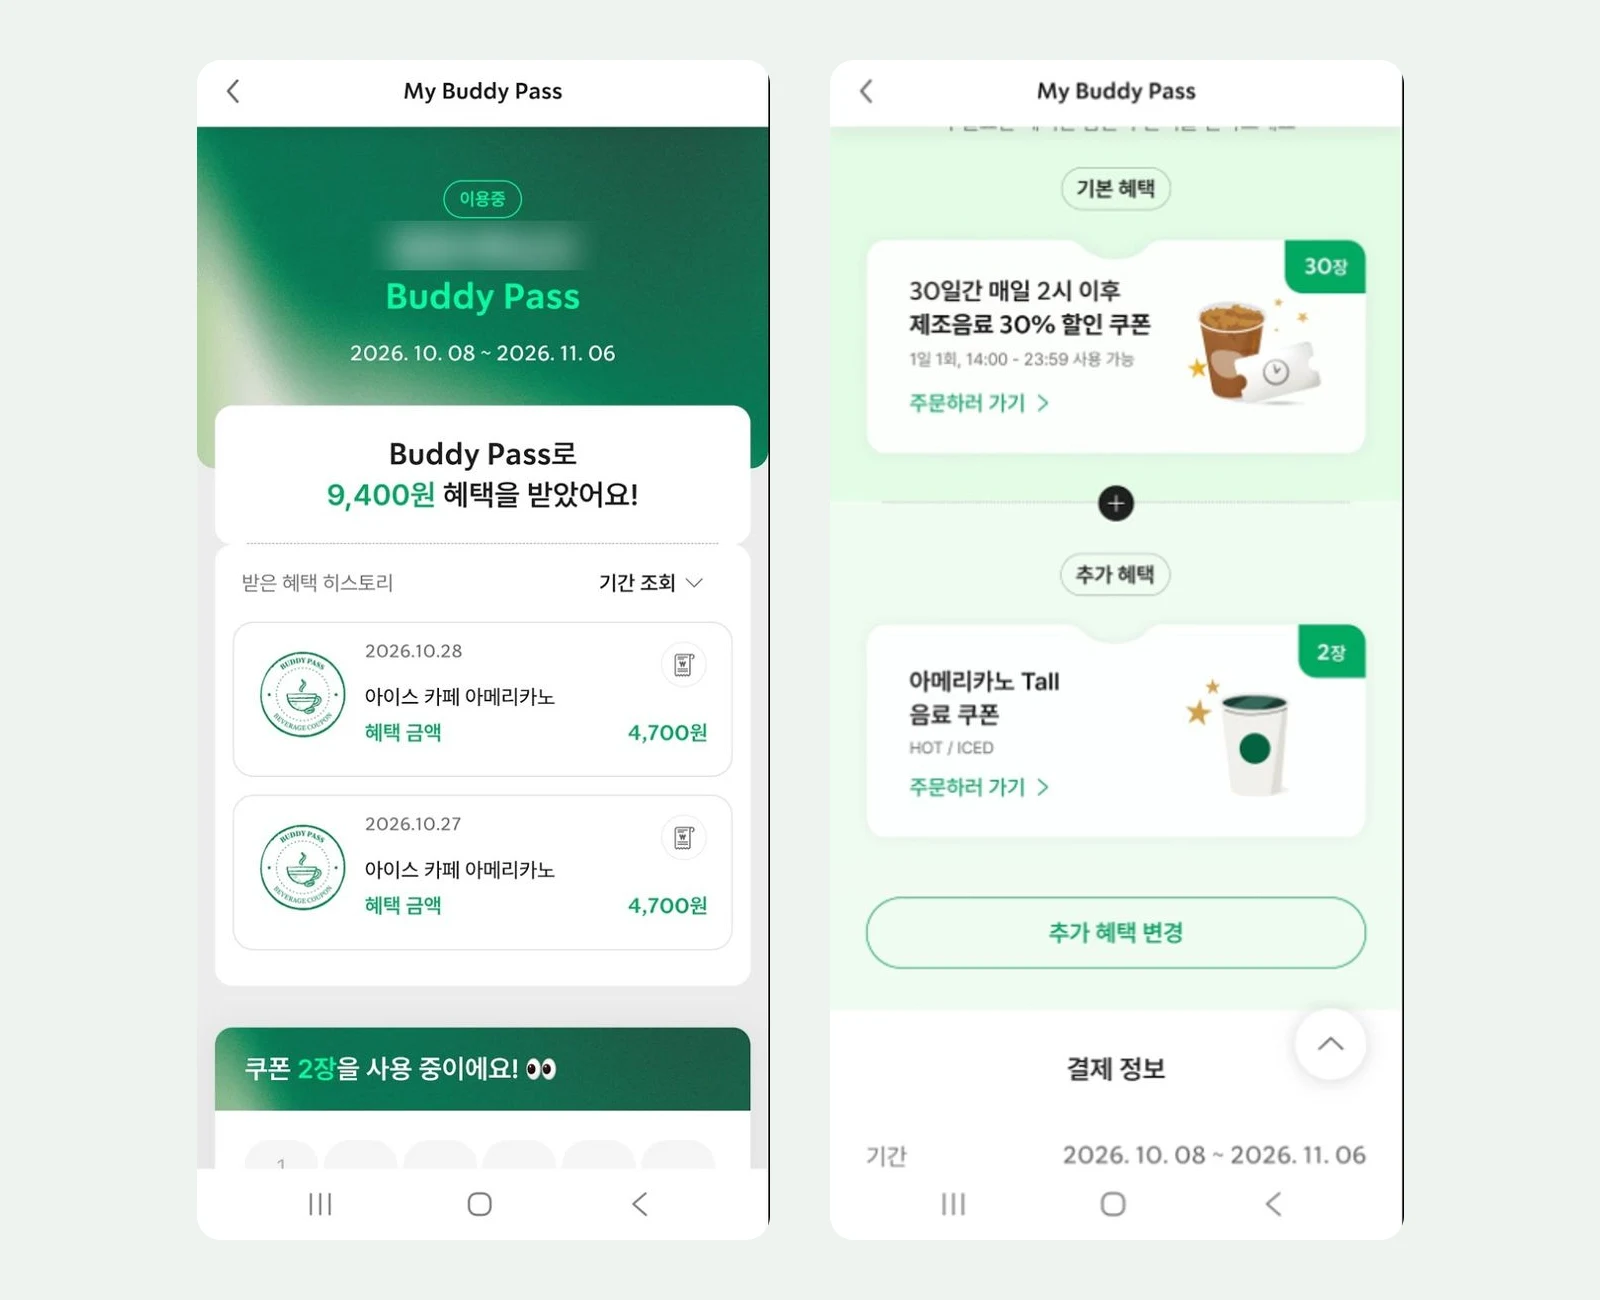 My Buddy Pass
이용중
Buddy Pass
2026. 10. 08 ~ 2026. 11. 06
Buddy Pass로
9,400원 혜택을 받았어요!
받은 혜택 히스토리
기간 조회
2026.10.28
아이스 카페 아메리카노
혜택 금액
4,700원
BUDDY PASS
BEVERAGE COUPON
2026.10.27
아이스 카페 아메리카노
혜택 금액
4,700원
BUDDY PASS
BEVERAGE COUPON
쿠폰 2장을 사용 중이에요! 👀
1
My Buddy Pass
기본 혜택
30장
30일간 매일 2시 이후
제조음료 30% 할인 쿠폰
1일 1회, 14:00 - 23:59 사용 가능
주문하러 가기 >
추가 혜택
2장
아메리카노 Tall
음료 쿠폰
HOT / ICED
주문하러 가기 >
추가 혜택 변경
결제 정보
기간
2026. 10. 08 ~ 2026. 11. 06